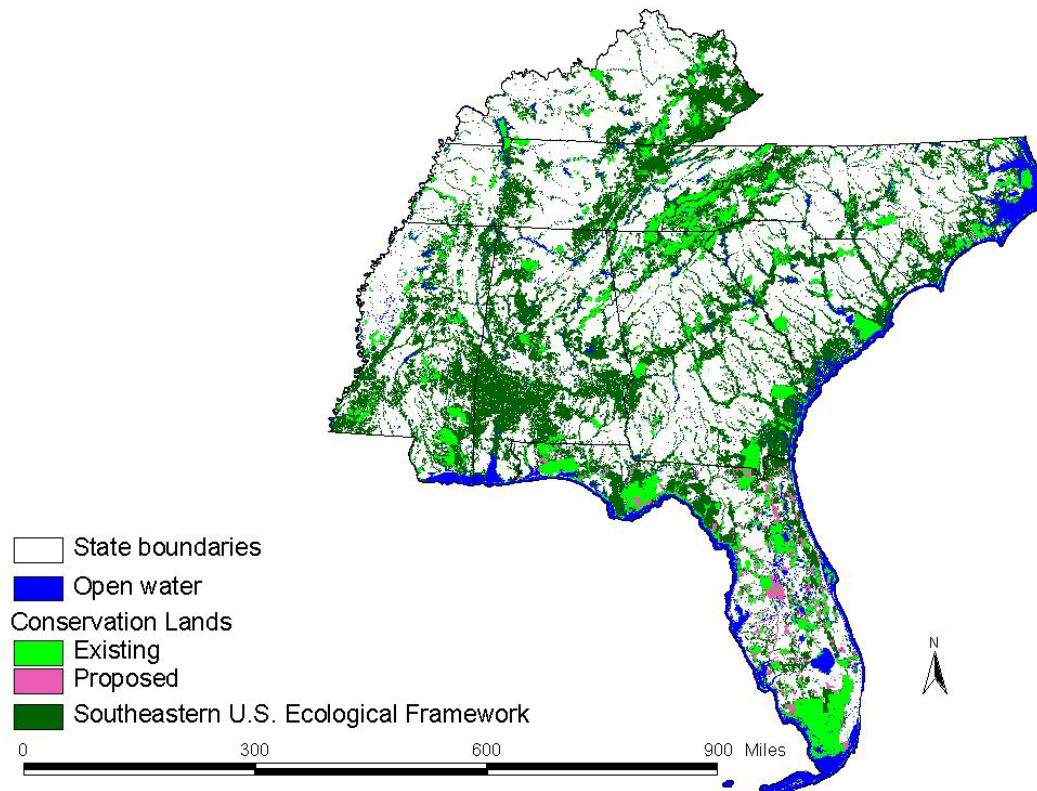 State boundaries
Open water
Conservation Lands
Existing
Proposed
Southeastern U.S. Ecological Framework
N
0 300 600 900 Miles